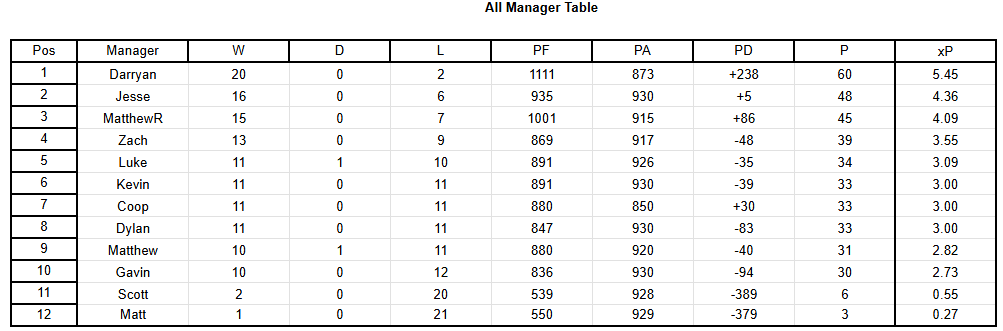 All Manager Table
Pos Manager W D L PF PA PD P xP
1 Darryan 20 0 2 1111 873 +238 60 5.45
2 Jesse 16 0 6 935 930 +5 48 4.36
3 MatthewR 15 0 7 1001 915 +86 45 4.09
4 Zach 13 0 9 869 917 -48 39 3.55
5 Luke 11 1 10 891 926 -35 34 3.09
6 Kevin 11 0 11 891 930 -39 33 3.00
7 Coop 11 0 11 880 850 +30 33 3.00
8 Dylan 11 0 11 847 930 -83 33 3.00
9 Matthew 10 1 11 880 920 -40 31 2.82
10 Gavin 10 0 12 836 930 -94 30 2.73
11 Scott 2 0 20 539 928 -389 6 0.55
12 Matt 1 0 21 550 929 -379 3 0.27